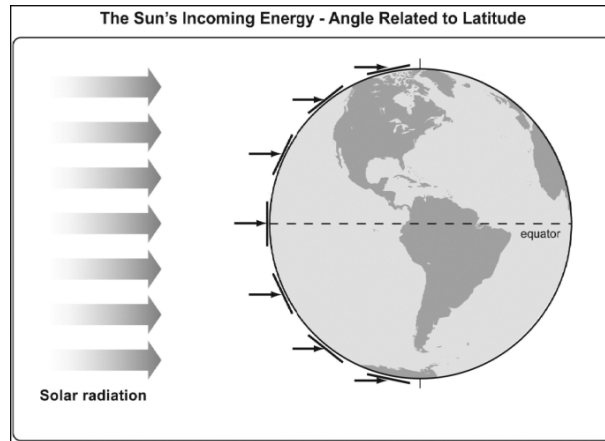 The Sun's Incoming Energy - Angle Related to Latitude
equator
Solar radiation